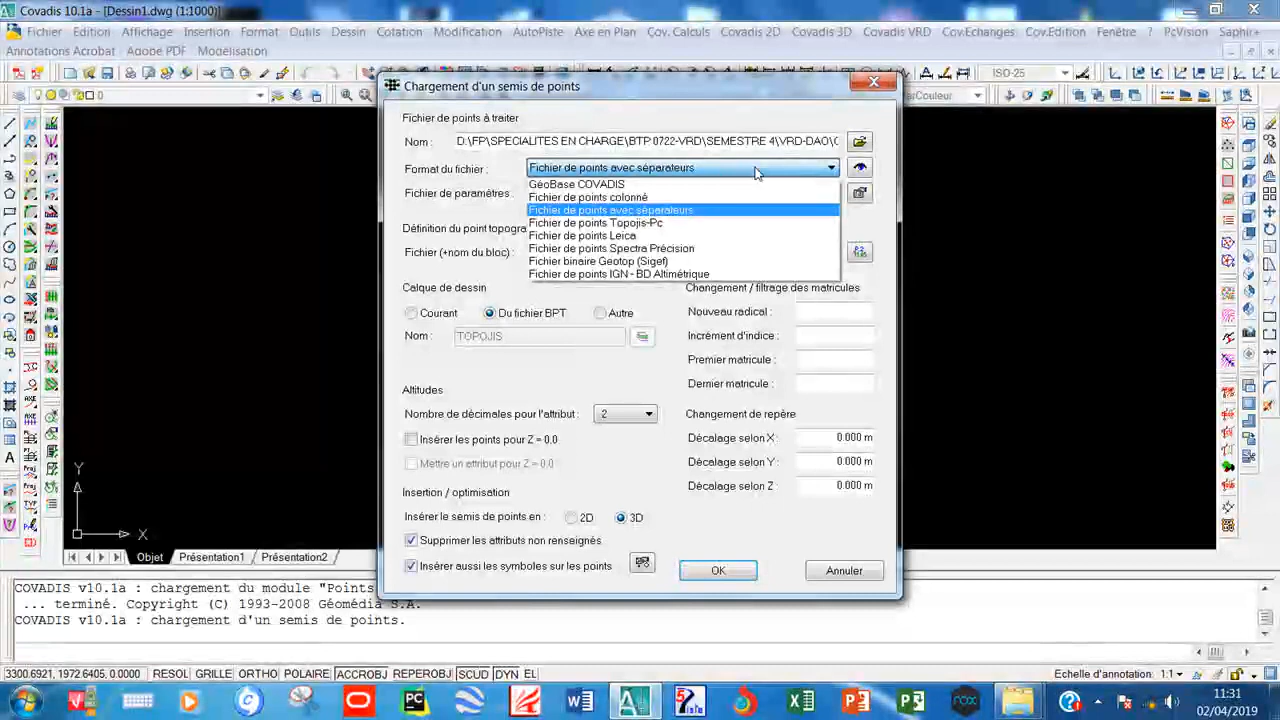 Covadis 10.1a - [Dessin1.dwg (1:1000)]
Fichier Edition Affichage Insertion Format Outils Dessin Cotation Modification AutoPiste Axe en Plan Cov. Calculs Covadis 2D Covadis 3D Covadis VRD Cov.Echanges Cov.Edition Fenêtre ? PcVision Saphir+
Annotations Acrobat Adobe PDF Modélisation
ISO-25
0
Couleur
Chargement d'un semis de points
Fichier de points à traiter
Nom : D:\FP\SPECIALITES EN CHARGE\BTP 0722-VRD\SEMESTRE 4\VRD-DAO\
Format du fichier : Fichier de points avec séparateurs
GéoBase COVADIS
Fichier de points colonné
Fichier de paramètres :
Fichier de points avec séparateurs
Fichier de points Topojis-Pc
Définition du point topogra
Fichier de points Leica
Fichier (+nom du bloc) :
Fichier de points Spectra Précision
Fichier binaire Geotop (Sigef)
Fichier de points IGN - BD Altimétrique
Calque de dessin
Changement / filtrage des matricules
Courant Du fichier BPT Autre
Nouveau radical :
Nom : TOPOJIS
Incrément d'indice :
Premier matricule :
Dernier matricule :
Altitudes
Nombre de décimales pour l'attribut : 2
Changement de repère
Insérer les points pour Z = 0.0
Décalage selon X : 0.000 m
Mettre un attribut pour Z = 0.0
Décalage selon Y : 0.000 m
Décalage selon Z : 0.000 m
Insertion / optimisation
Insérer le semis de points en : 2D 3D
Supprimer les attributs non renseignés
Insérer aussi les symboles sur les points
OK Annuler
Y
X
Objet Présentation1 Présentation2
COVADIS v10.1a : chargement du module "Points
... terminé. Copyright (C) 1993-2008 Géomédia S.A.
COVADIS v10.1a : chargement d'un semis de points.
3300.6921, 1972.6405, 0.0000 RESOL GRILLE ORTHO POLAIRE ACCROBJ REPEROBJ SCUD DYN EL Echelle d'annotation: 1:1
11:31
02/04/2019